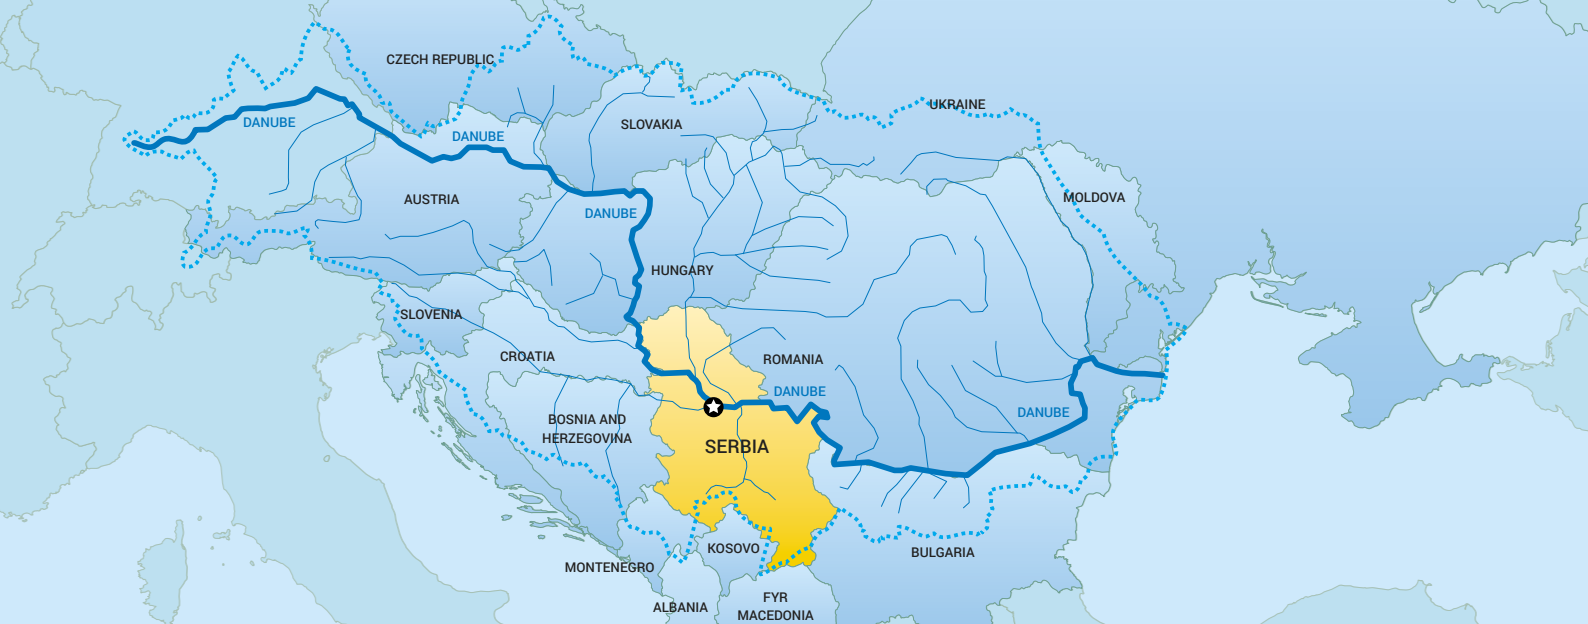 CZECH REPUBLIC
UKRAINE
DANUBE
SLOVAKIA
DANUBE
AUSTRIA
MOLDOVA
DANUBE
HUNGARY
SLOVENIA
CROATIA
ROMANIA
DANUBE
DANUBE
BOSNIA AND
HERZEGOVINA
SERBIA
KOSOVO
BULGARIA
MONTENEGRO
ALBANIA
FYR
MACEDONIA